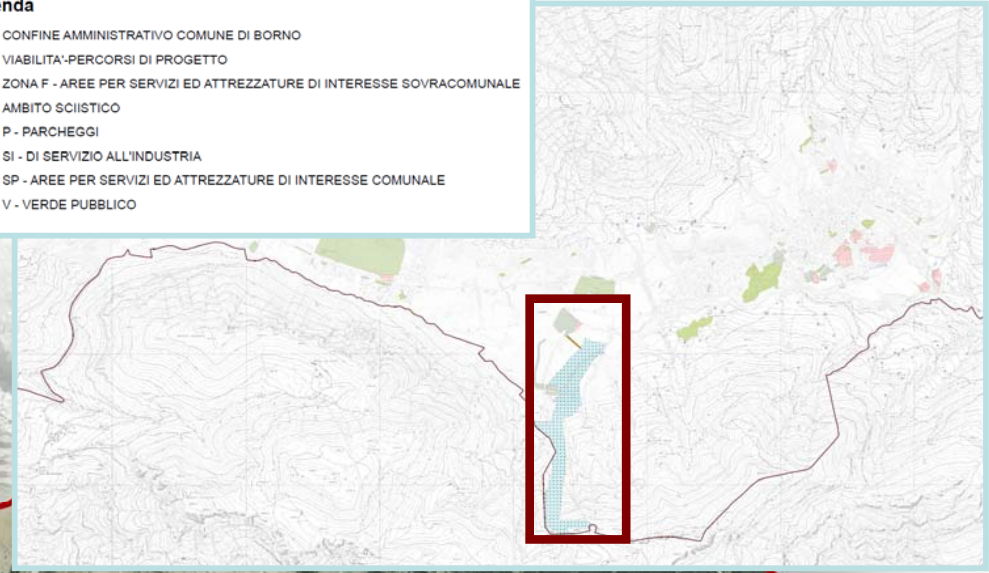 enda
CONFINE AMMINISTRATIVO COMUNE DI BORNO
VIABILITA'-PERCORSI DI PROGETTO
ZONA F - AREE PER SERVIZI ED ATTREZZATURE DI INTERESSE SOVRACOMUNALE
AMBITO SCIISTICO
P - PARCHEGGI
SI - DI SERVIZIO ALL'INDUSTRIA
SP - AREE PER SERVIZI ED ATTREZZATURE DI INTERESSE COMUNALE
V - VERDE PUBBLICO